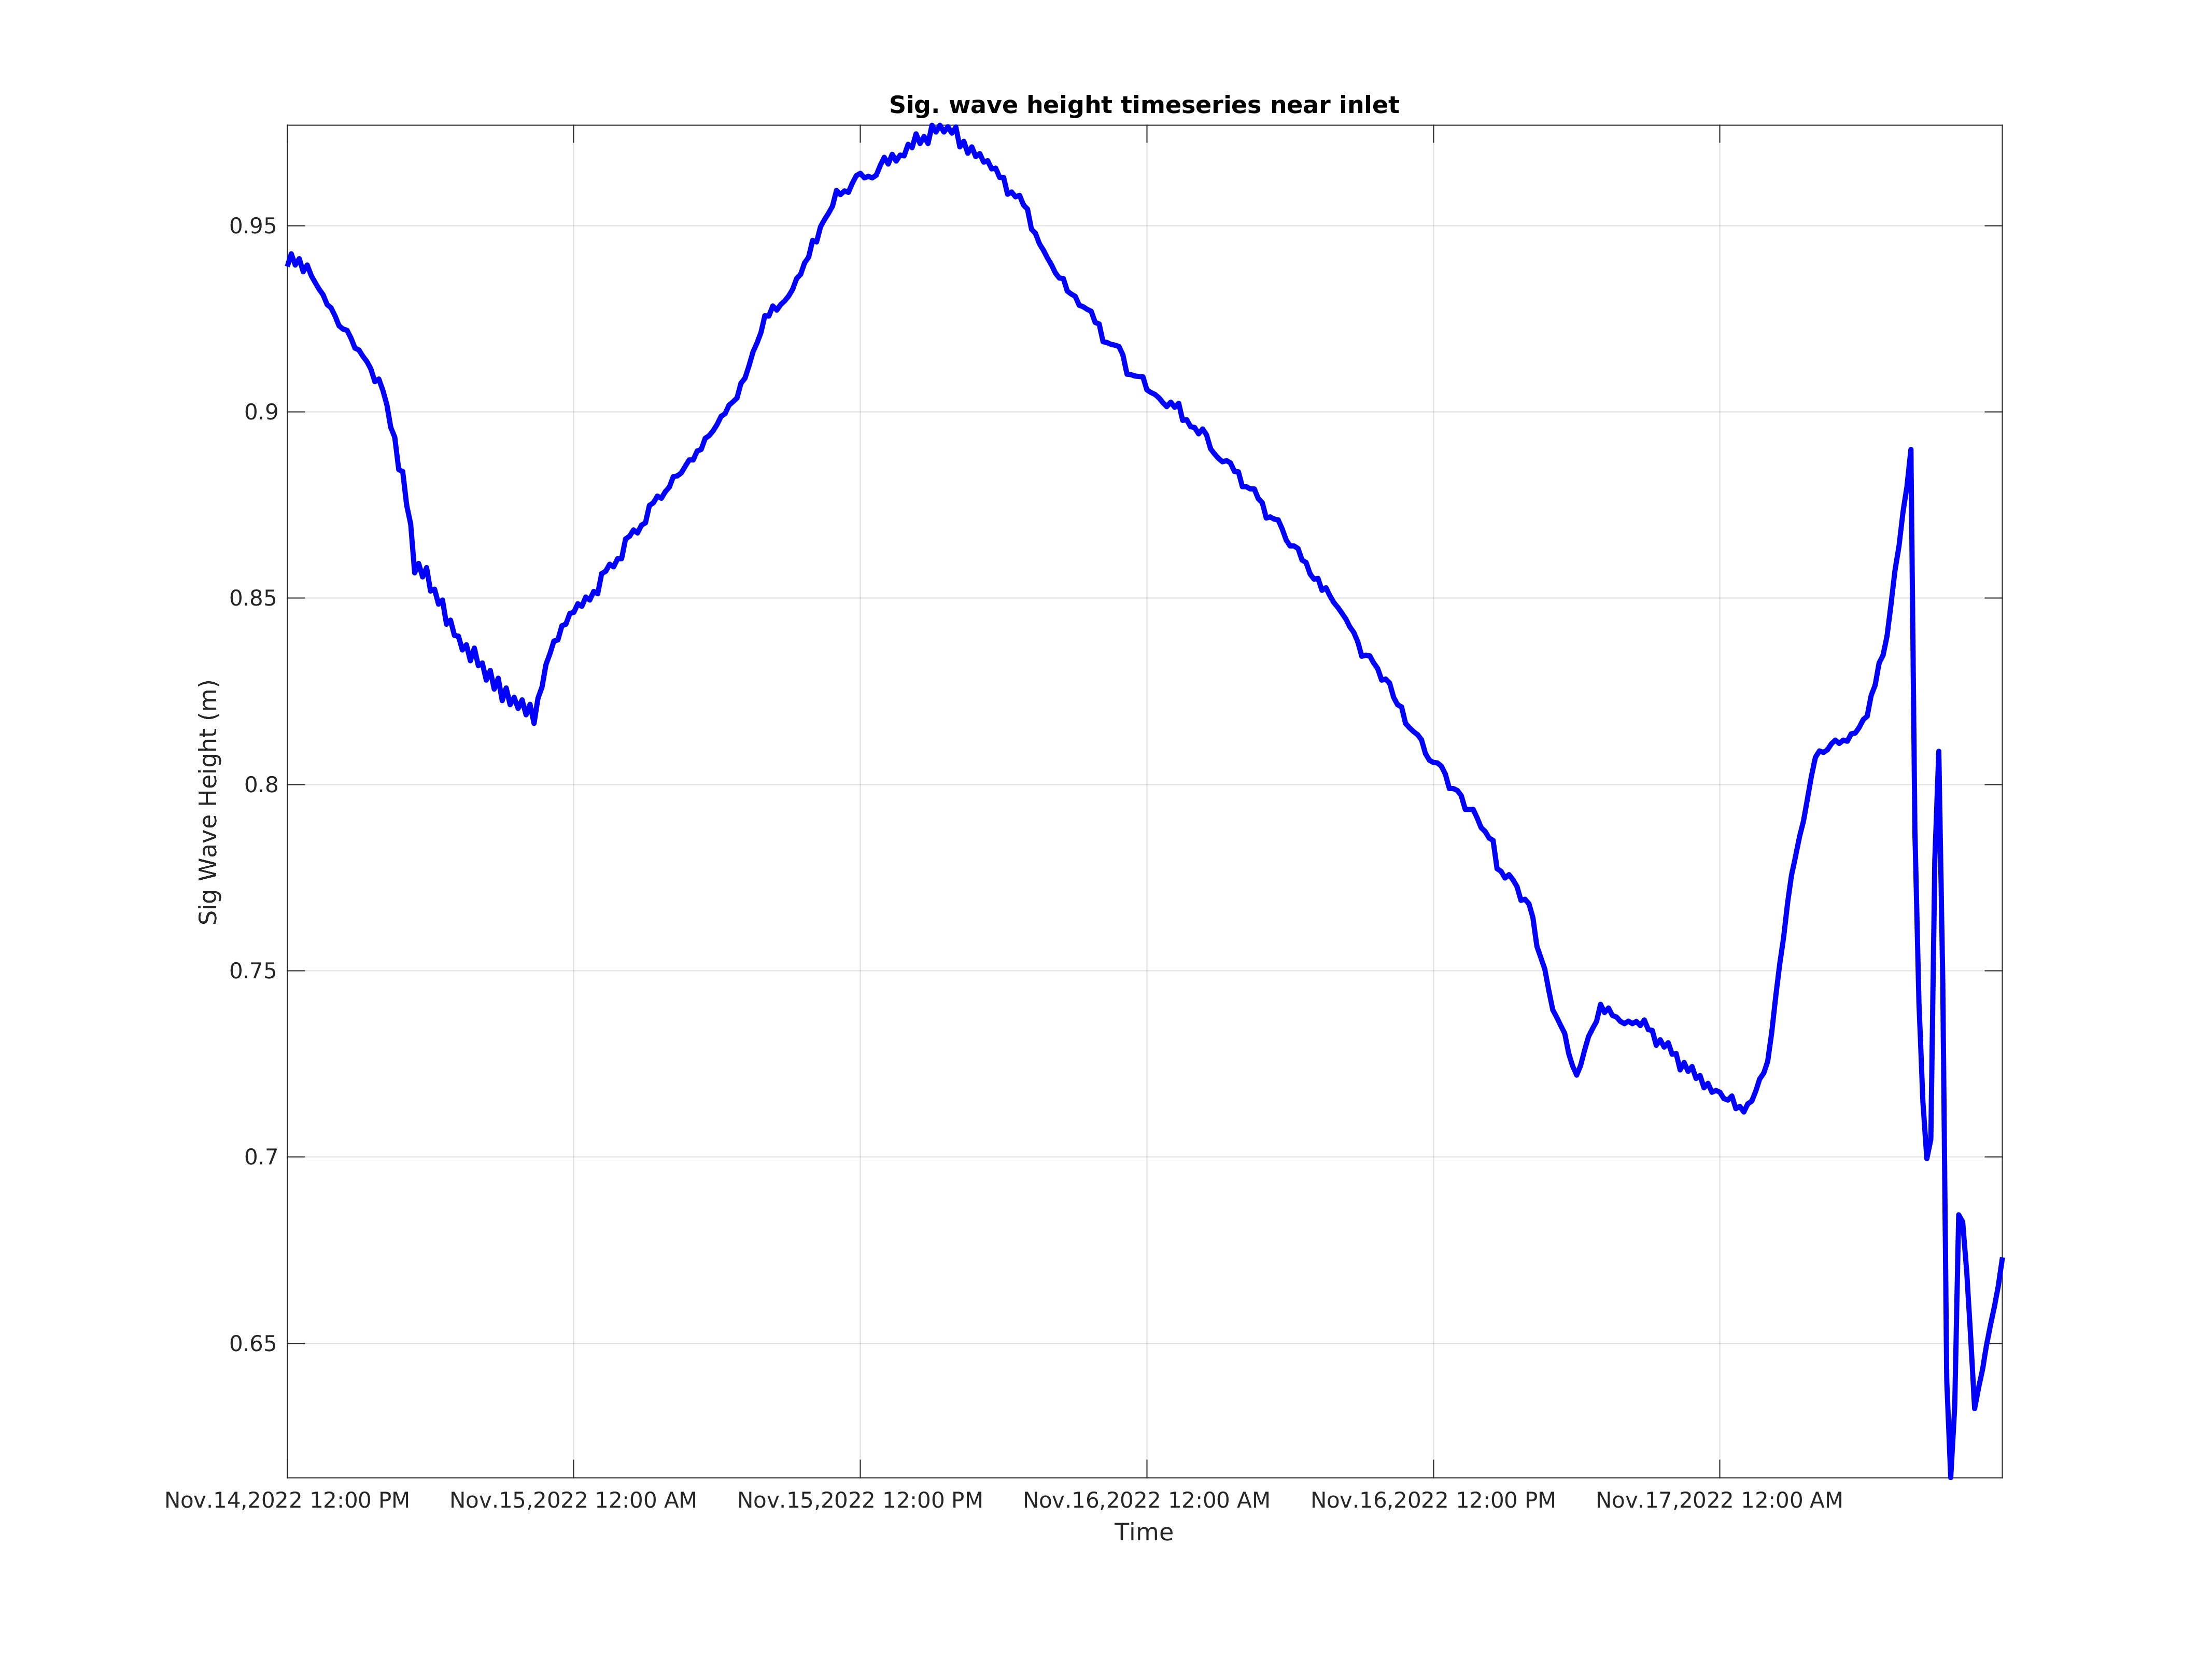 Sig. wave height timeseries near inlet
0.95
0.9
0.85
0.8
0.75
0.7
0.65
Sig Wave Height (m)
Nov.14,2022 12:00 PM Nov.15,2022 12:00 AM Nov.15,2022 12:00 PM Nov.16,2022 12:00 AM Nov.16,2022 12:00 PM Nov.17,2022 12:00 AM
Time